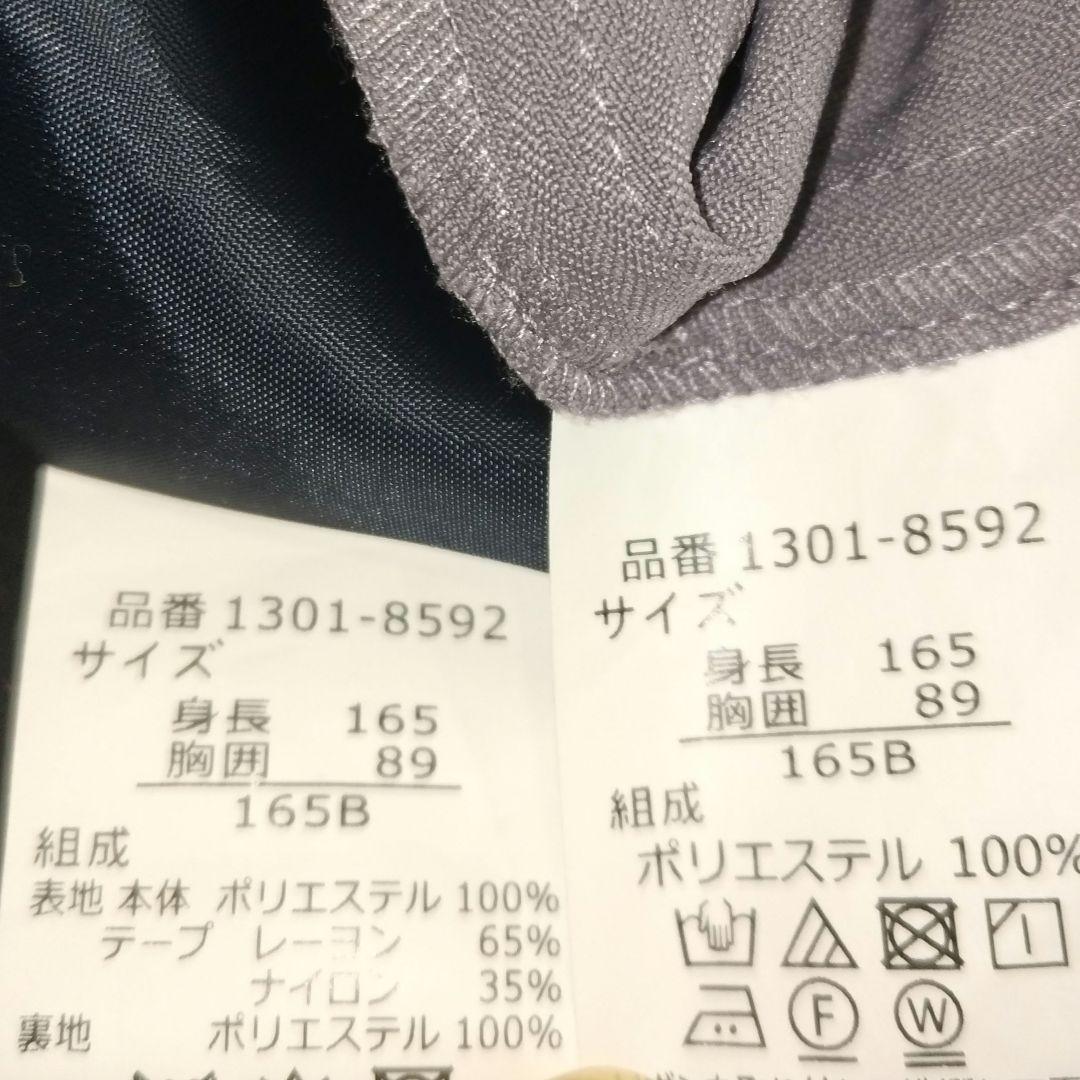 品番 1301-8592
サイズ
身長 165
胸囲 89
165B
組成
表地 本体 ポリエステル 100%
テープ レーヨン 65%
ナイロン 35%
裏地 ポリエステル 100%
品番 1301-8592
サイズ
身長 165
胸囲 89
165B
組成
ポリエステル 100%
F W